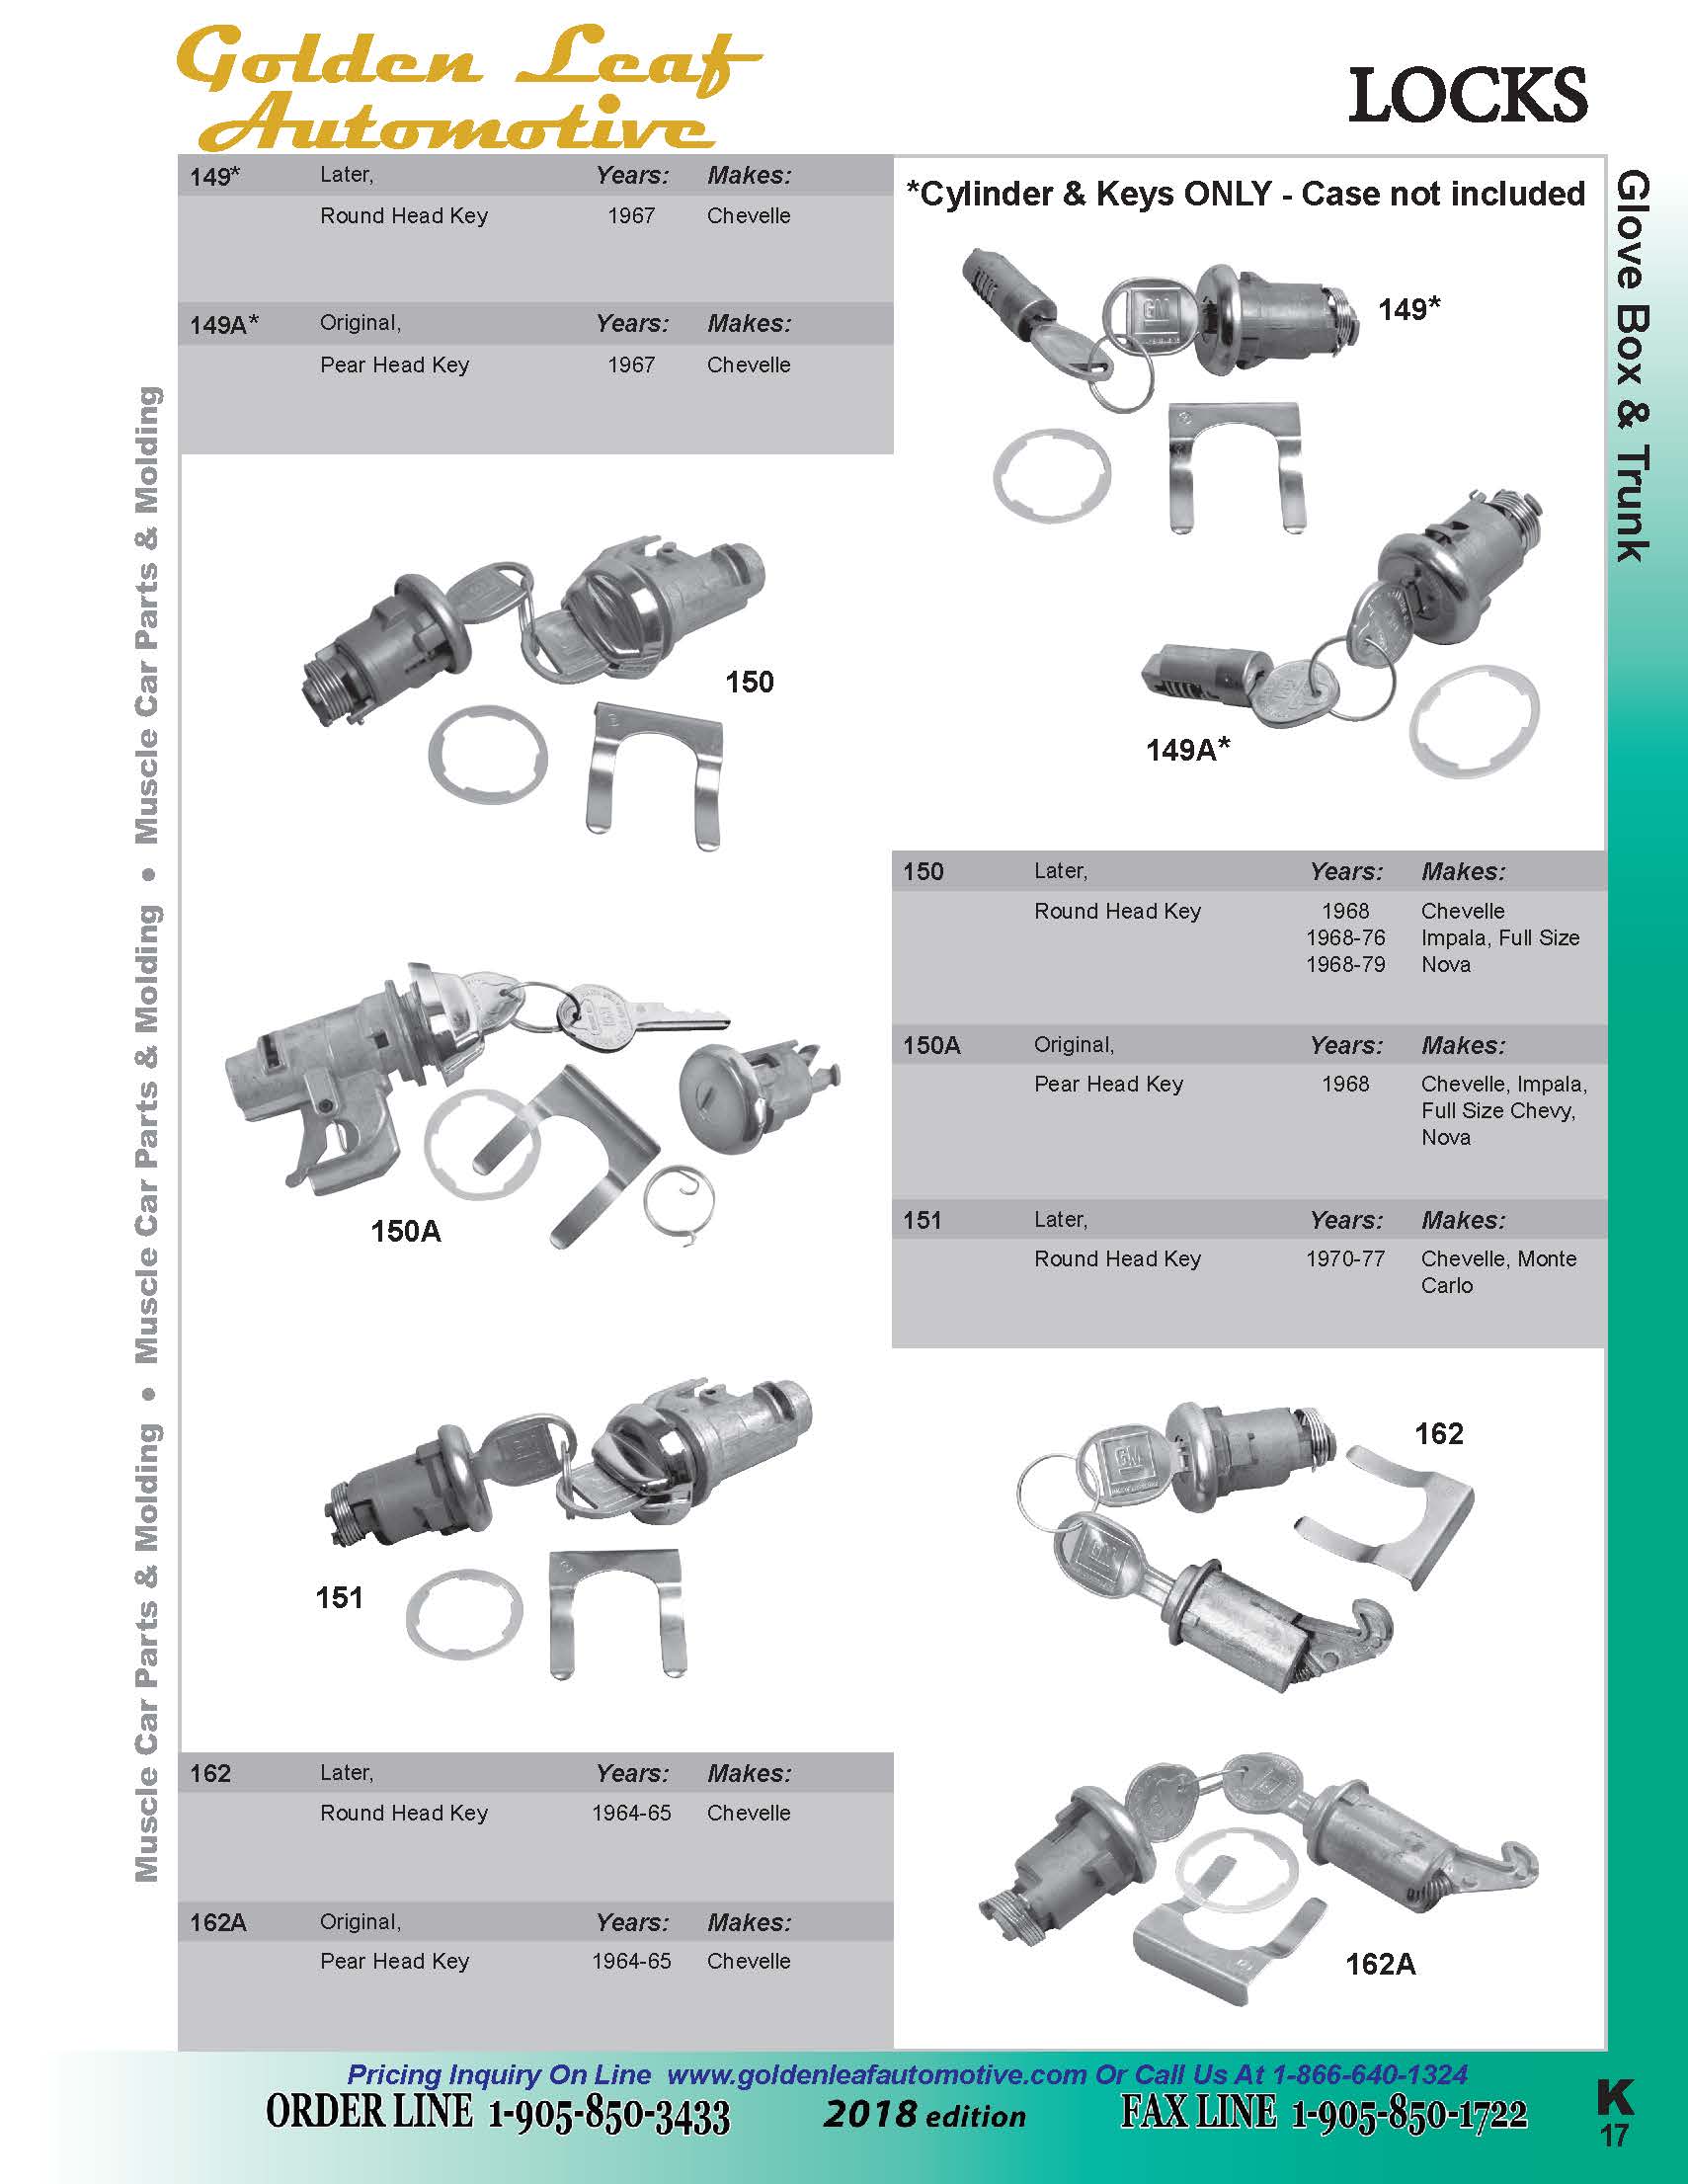 Golden Leaf
Automotive
LOCKS
Glove Box & Trunk
Muscle Car Parts & Molding • Muscle Car Parts & Molding • Muscle Car Parts & Molding
149* Later, Years: Makes:
Round Head Key 1967 Chevelle
149A* Original, Years: Makes:
Pear Head Key 1967 Chevelle
*Cylinder & Keys ONLY - Case not included
149*
149A*
150
150A
150 Later, Years: Makes:
Round Head Key 1968 Chevelle
1968-76 Impala, Full Size
1968-79 Nova
150A Original, Years: Makes:
Pear Head Key 1968 Chevelle, Impala,
Full Size Chevy,
Nova
151 Later, Years: Makes:
Round Head Key 1970-77 Chevelle, Monte
Carlo
151
162
162A
162 Later, Years: Makes:
Round Head Key 1964-65 Chevelle
162A Original, Years: Makes:
Pear Head Key 1964-65 Chevelle
Pricing Inquiry On Line www.goldenleafautomotive.com Or Call Us At 1-866-640-1324
ORDER LINE 1-905-850-3433 2018 edition FAX LINE 1-905-850-1722
K
17